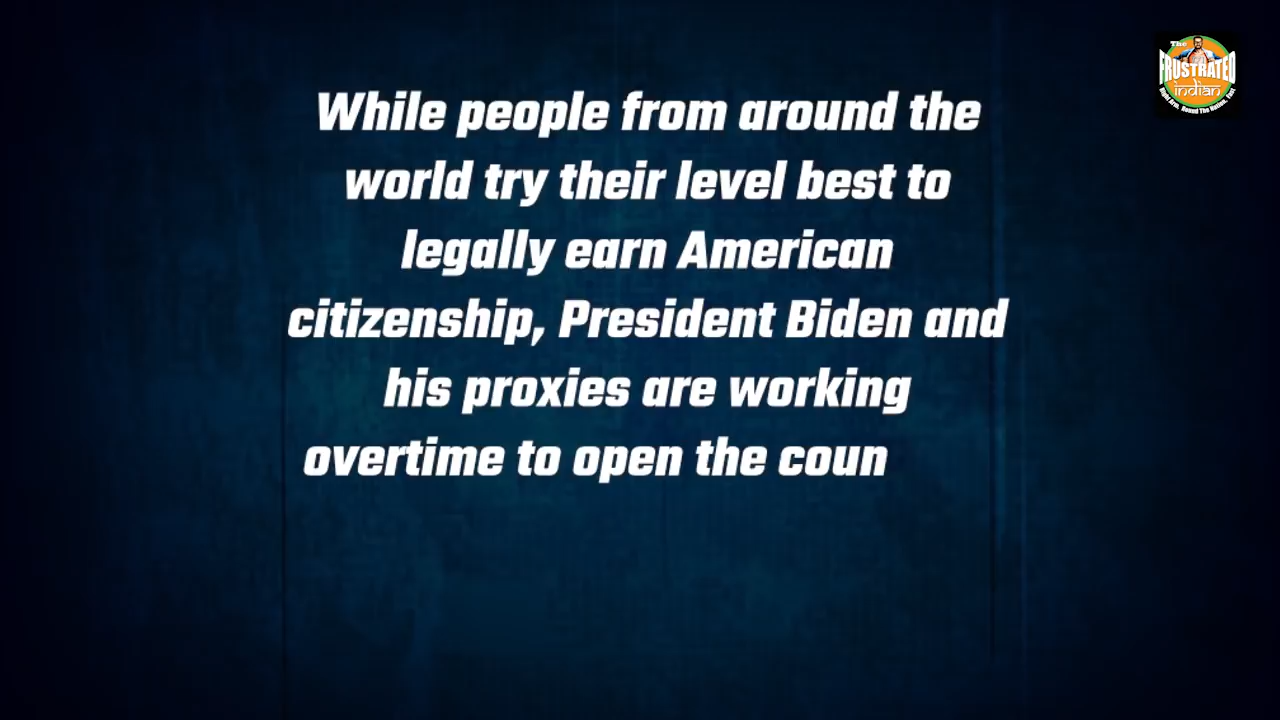 While people from around the
world try their level best to
legally earn American
citizenship, President Biden and
his proxies are working
overtime to open the coun
The
FRUSTRATED
indian